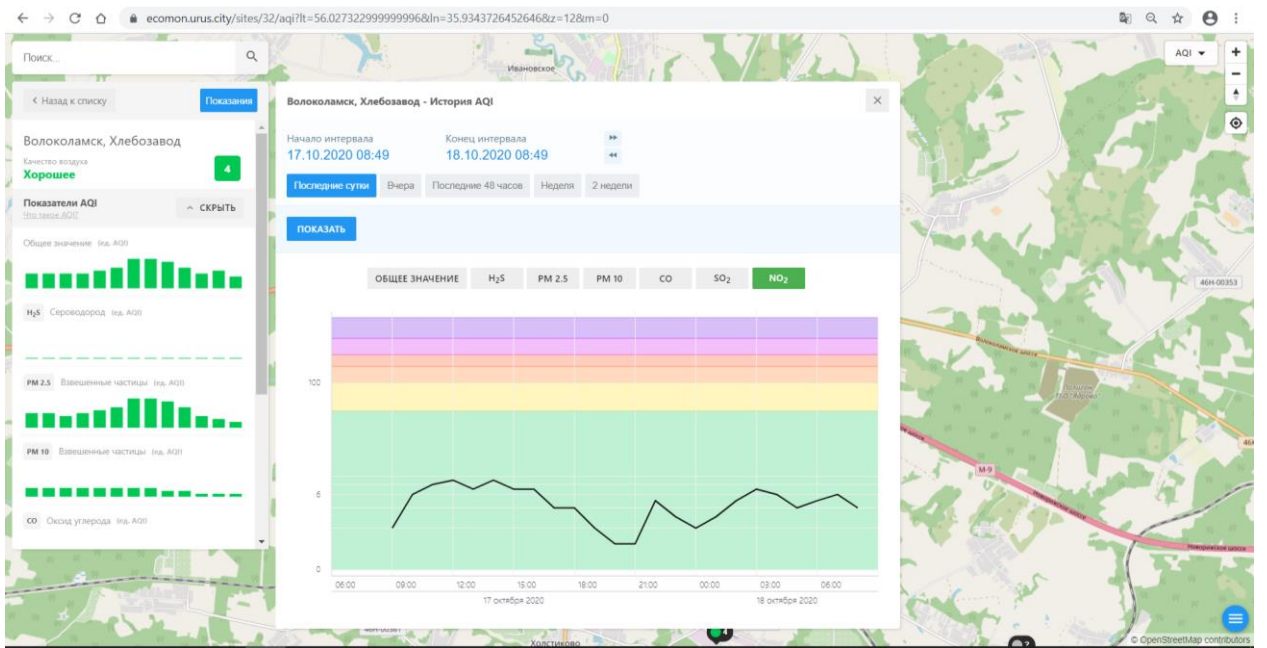 ecomon.urus.city/sites/32/aqi?lt=56.027322999999996&ln=35.9343726452646&z=12&m=0
Поиск...
Ивановское
AQI
Назад к списку
Показания
Волоколамск, Хлебозавод - История AQI
Волоколамск, Хлебозавод
Качество воздуха
Хорошее
4
Начало интервала
Конец интервала
17.10.2020 08:49
18.10.2020 08:49
Последние сутки
Вчера
Последние 48 часов
Неделя
2 недели
Показатели AQI
Что такое AQI?
СКРЫТЬ
ПОКАЗАТЬ
Общее значение (ед. AQI)
ОБЩЕЕ ЗНАЧЕНИЕ
H₂S
PM 2.5
PM 10
CO
SO₂
NO₂
H₂S Сероводород (ед. AQI)
PM 2.5 Взвешенные частицы (ед. AQI)
PM 10 Взвешенные частицы (ед. AQI)
CO Оксид углерода (ед. AQI)
100
5
0
06:00 09:00 12:00 15:00 18:00 21:00 00:00 03:00 06:00
17 октября 2020
18 октября 2020
46Н-00353
Волоколамское шоссе
Полигон
ТБО "Ядрово"
М-9
Новорижское шоссе
Новорижское шоссе
Холстиково
4
2
© OpenStreetMap contributors